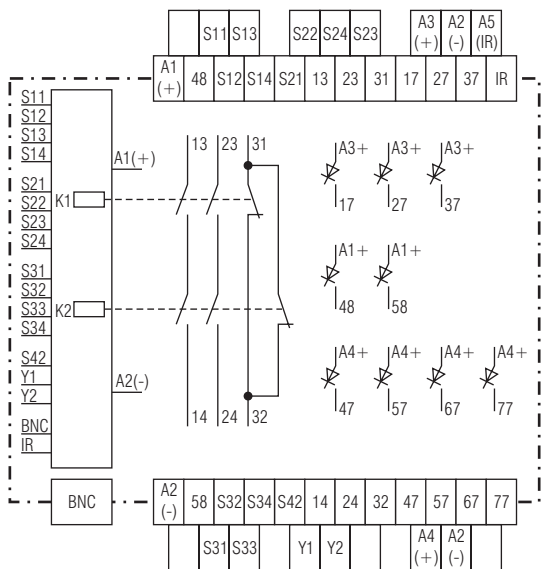 S11 S13 S22 S24 S23 A3 (+) A2 (-) A5 (IR)
A1 (+) 48 S12 S14 S21 13 23 31 17 27 37 IR
S11
S12
S13
S14
A1(+)
S21
K1
S22
S23
S24
S31
S32
K2
S33
S34
S42
Y1
A2(-)
Y2
BNC
IR
13 23 31
14 24 32
A3+ A3+ A3+
17 27 37
A1+ A1+
48 58
A4+ A4+ A4+ A4+
47 57 67 77
BNC
A2 (-) 58 S32 S34 S42 14 24 32 47 57 67 77
S31 S33 Y1 Y2 A4 (+) A2 (-)